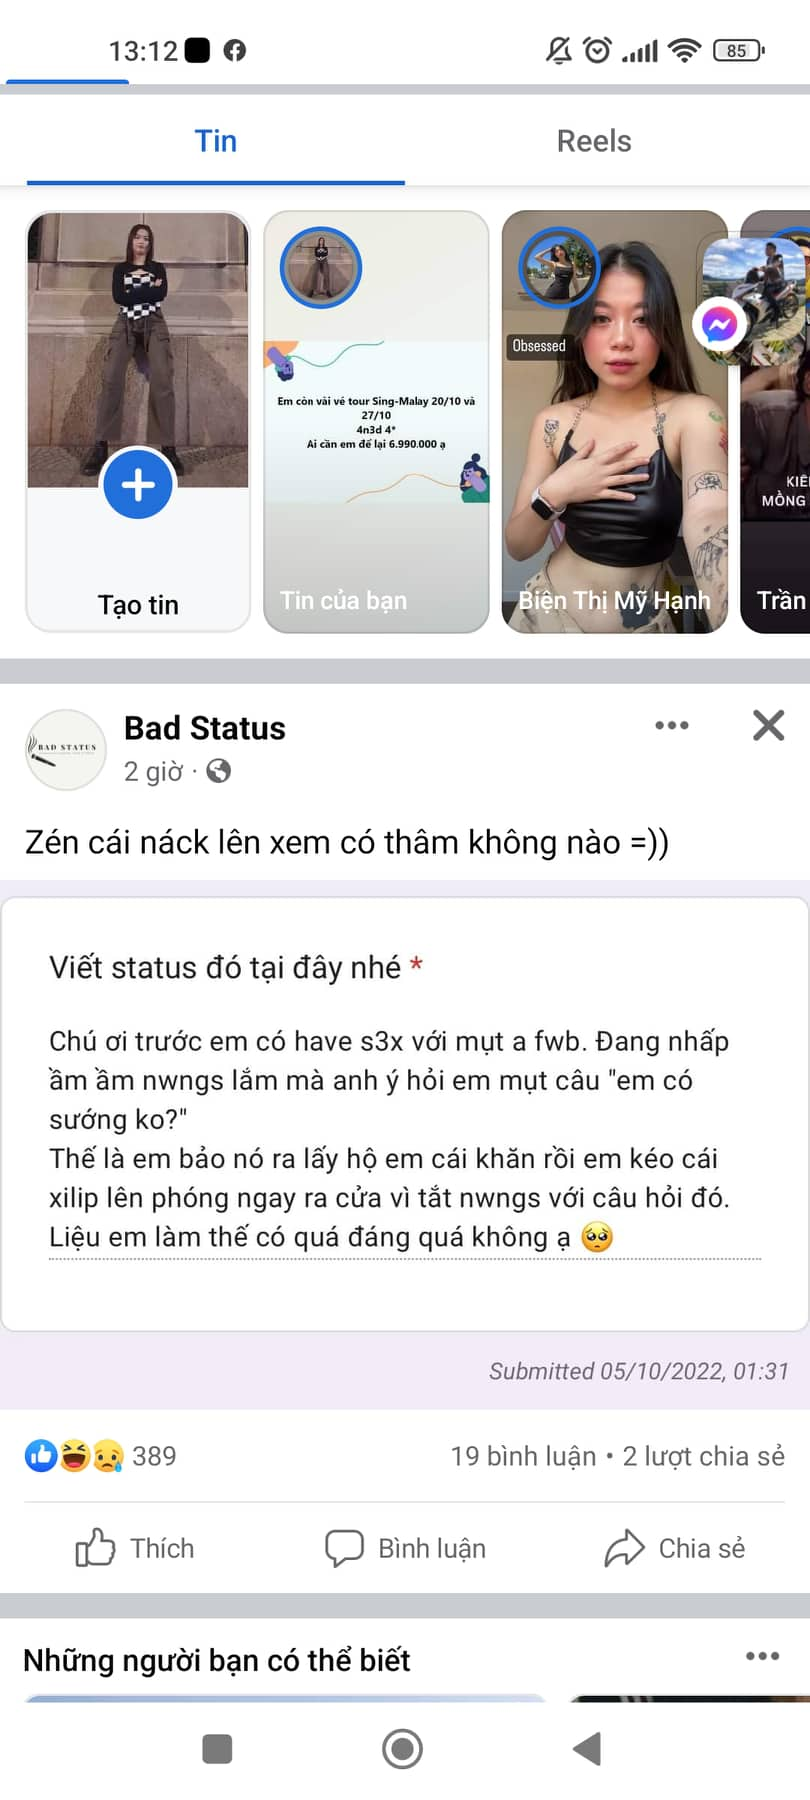 13:12
85
Tin
Reels
Tạo tin
Em còn vài vé tour Sing-Malay 20/10 và
27/10
4n3d 4*
Ai cần em để lại 6.990.000 ạ
Tin của bạn
Obsessed
Biện Thị Mỹ Hạnh
MỒNG
Trần
BAD STATUS
Bad Status
2 giờ ·
Zén cái náck lên xem có thâm không nào =))
Viết status đó tại đây nhé *
Chú ơi trước em có have s3x với mụt a fwb. Đang nhấp
ầm ầm nwngs lắm mà anh ý hỏi em mụt câu "em có
sướng ko?"
Thế là em bảo nó ra lấy hộ em cái khăn rồi em kéo cái
xilip lên phóng ngay ra cửa vì tắt nwngs với câu hỏi đó.
Liệu em làm thế có quá đáng quá không ạ 🥺
Submitted 05/10/2022, 01:31
389
19 bình luận • 2 lượt chia sẻ
Thích
Bình luận
Chia sẻ
Những người bạn có thể biết